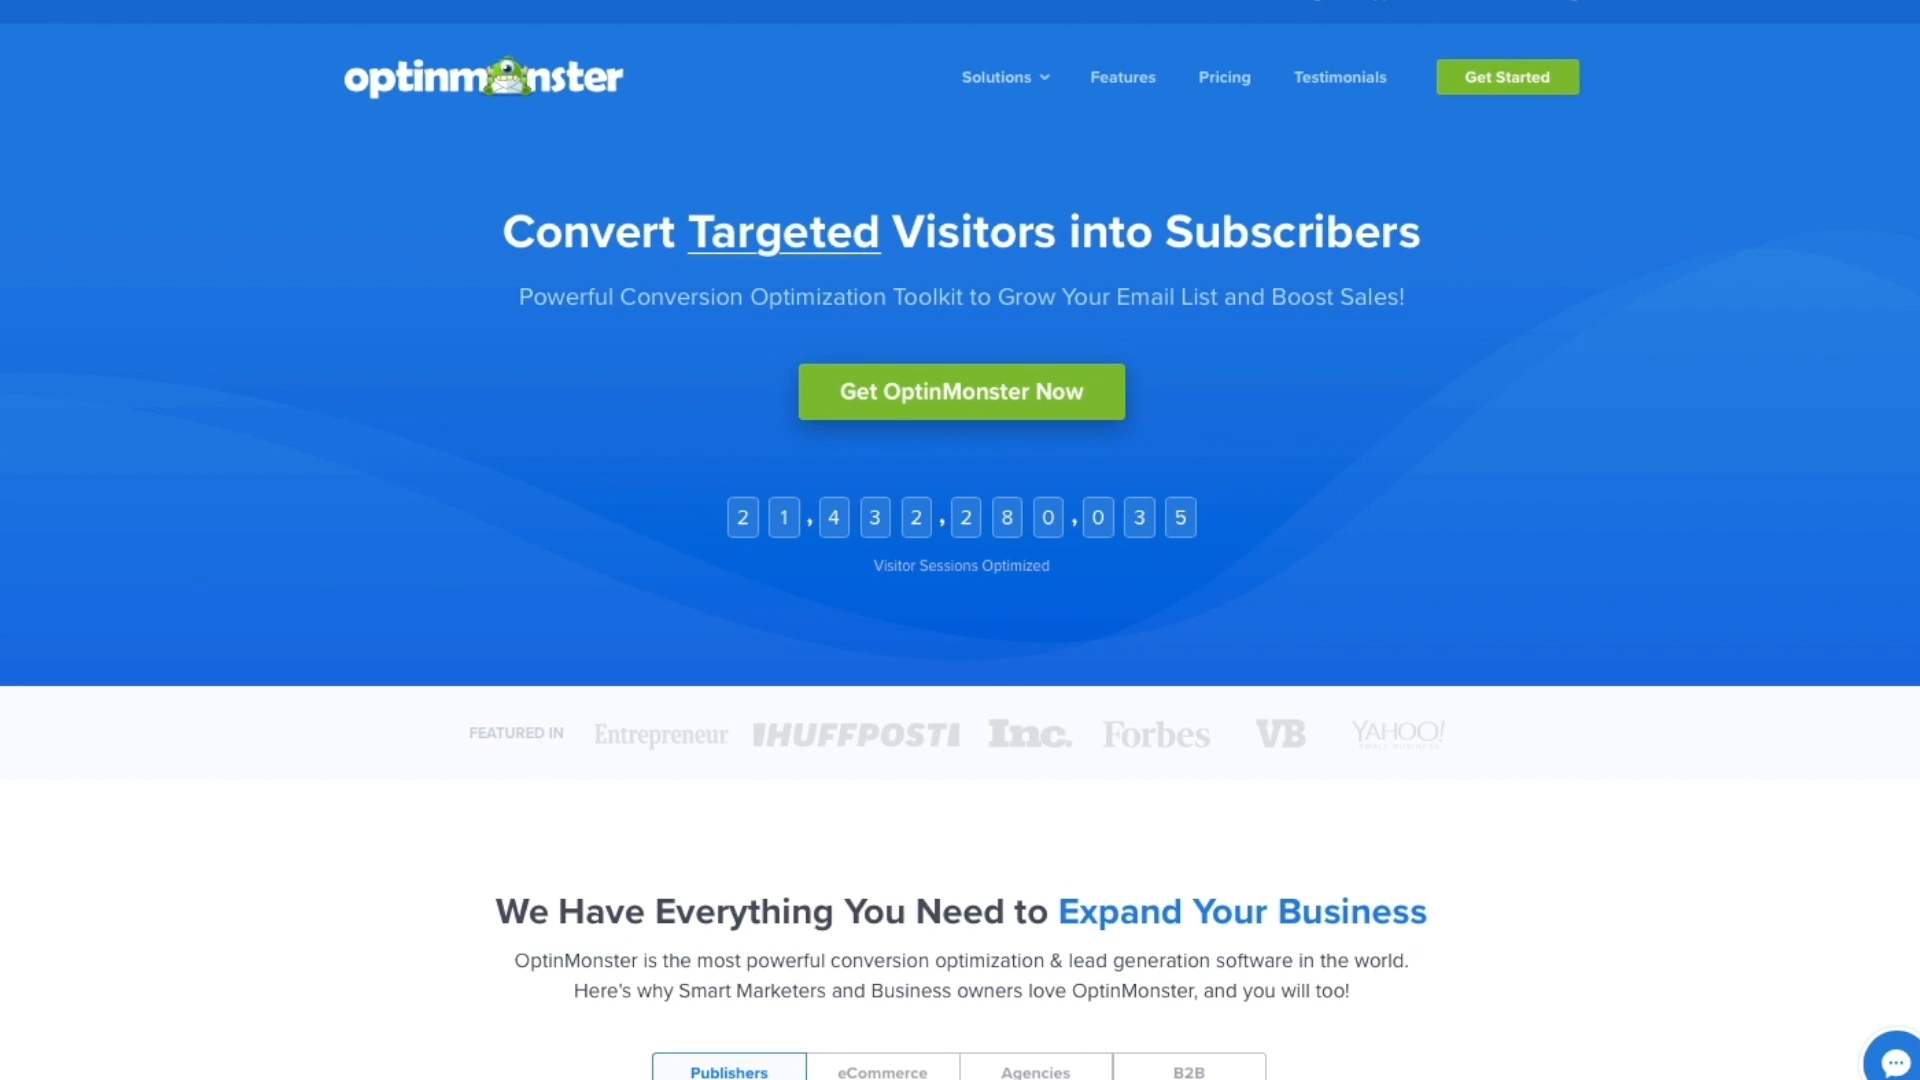 optinmonster
Solutions Features Pricing Testimonials Get Started
Convert Targeted Visitors into Subscribers
Powerful Conversion Optimization Toolkit to Grow Your Email List and Boost Sales!
Get OptinMonster Now
21,432,280,035
Visitor Sessions Optimized
FEATURED IN Entrepreneur IHUFFPOSTI Inc. Forbes VB YAHOO!
SMALL BUSINESS
We Have Everything You Need to Expand Your Business
OptinMonster is the most powerful conversion optimization & lead generation software in the world.
Here's why Smart Marketers and Business owners love OptinMonster, and you will too!
Publishers eCommerce Agencies B2B